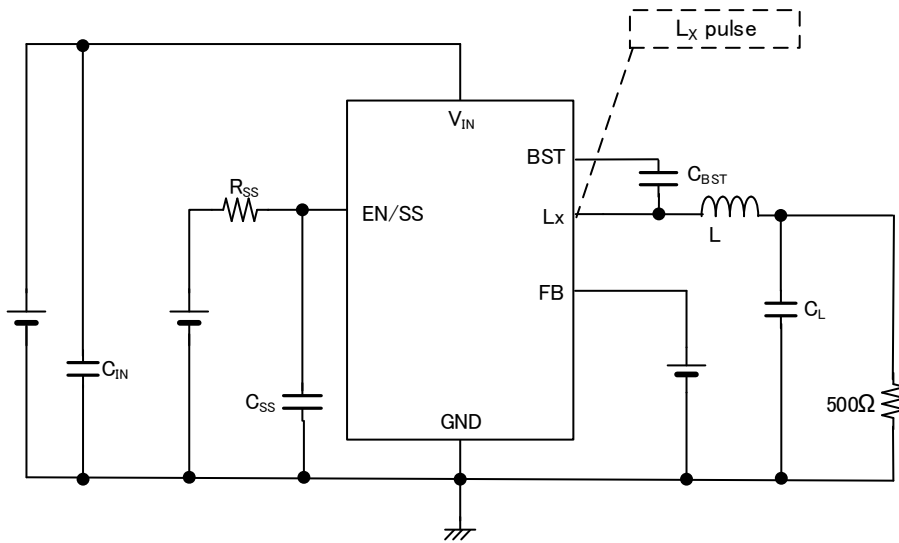 Lx pulse
VIN
BST
RSS
CBST
EN/SS
Lx
L
FB
CL
CIN
CSS
500Ω
GND